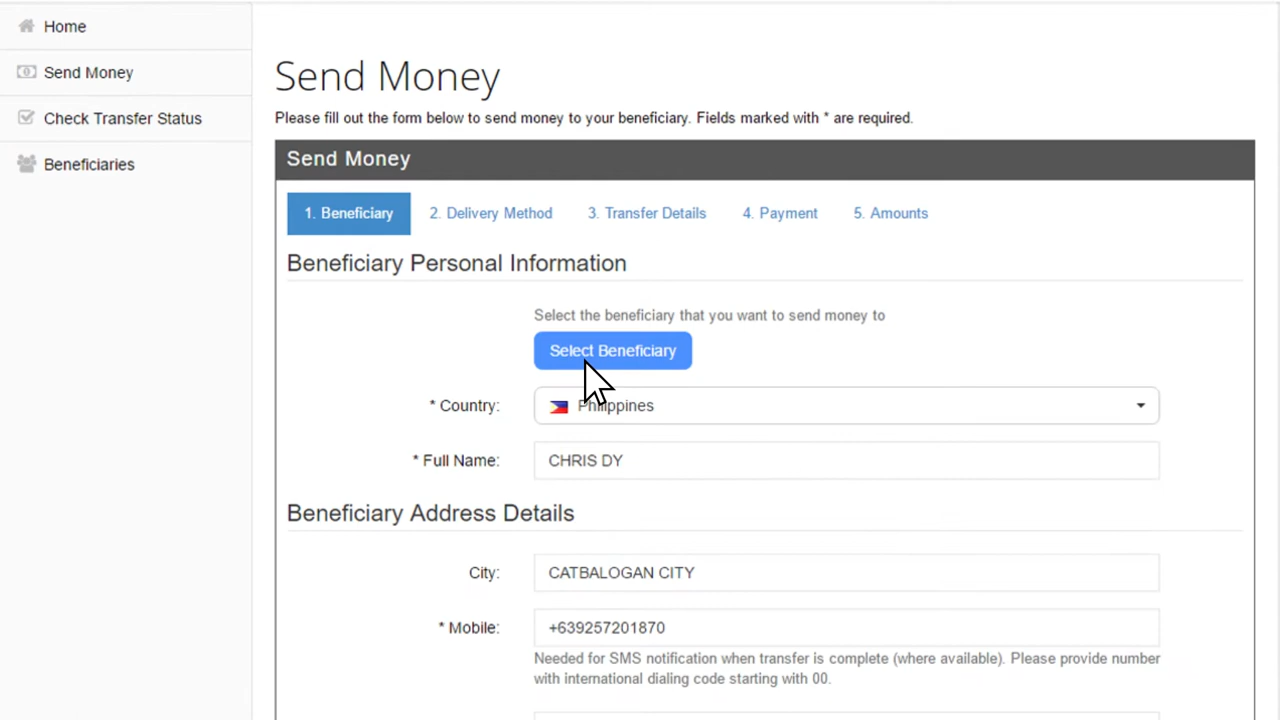 Home
Send Money
Check Transfer Status
Beneficiaries
Send Money
Please fill out the form below to send money to your beneficiary. Fields marked with * are required.
Send Money
1. Beneficiary 2. Delivery Method 3. Transfer Details 4. Payment 5. Amounts
Beneficiary Personal Information
Select the beneficiary that you want to send money to
Select Beneficiary
* Country: Philippines
* Full Name: CHRIS DY
Beneficiary Address Details
City: CATBALOGAN CITY
* Mobile: +639257201870
Needed for SMS notification when transfer is complete (where available). Please provide number
with international dialing code starting with 00.